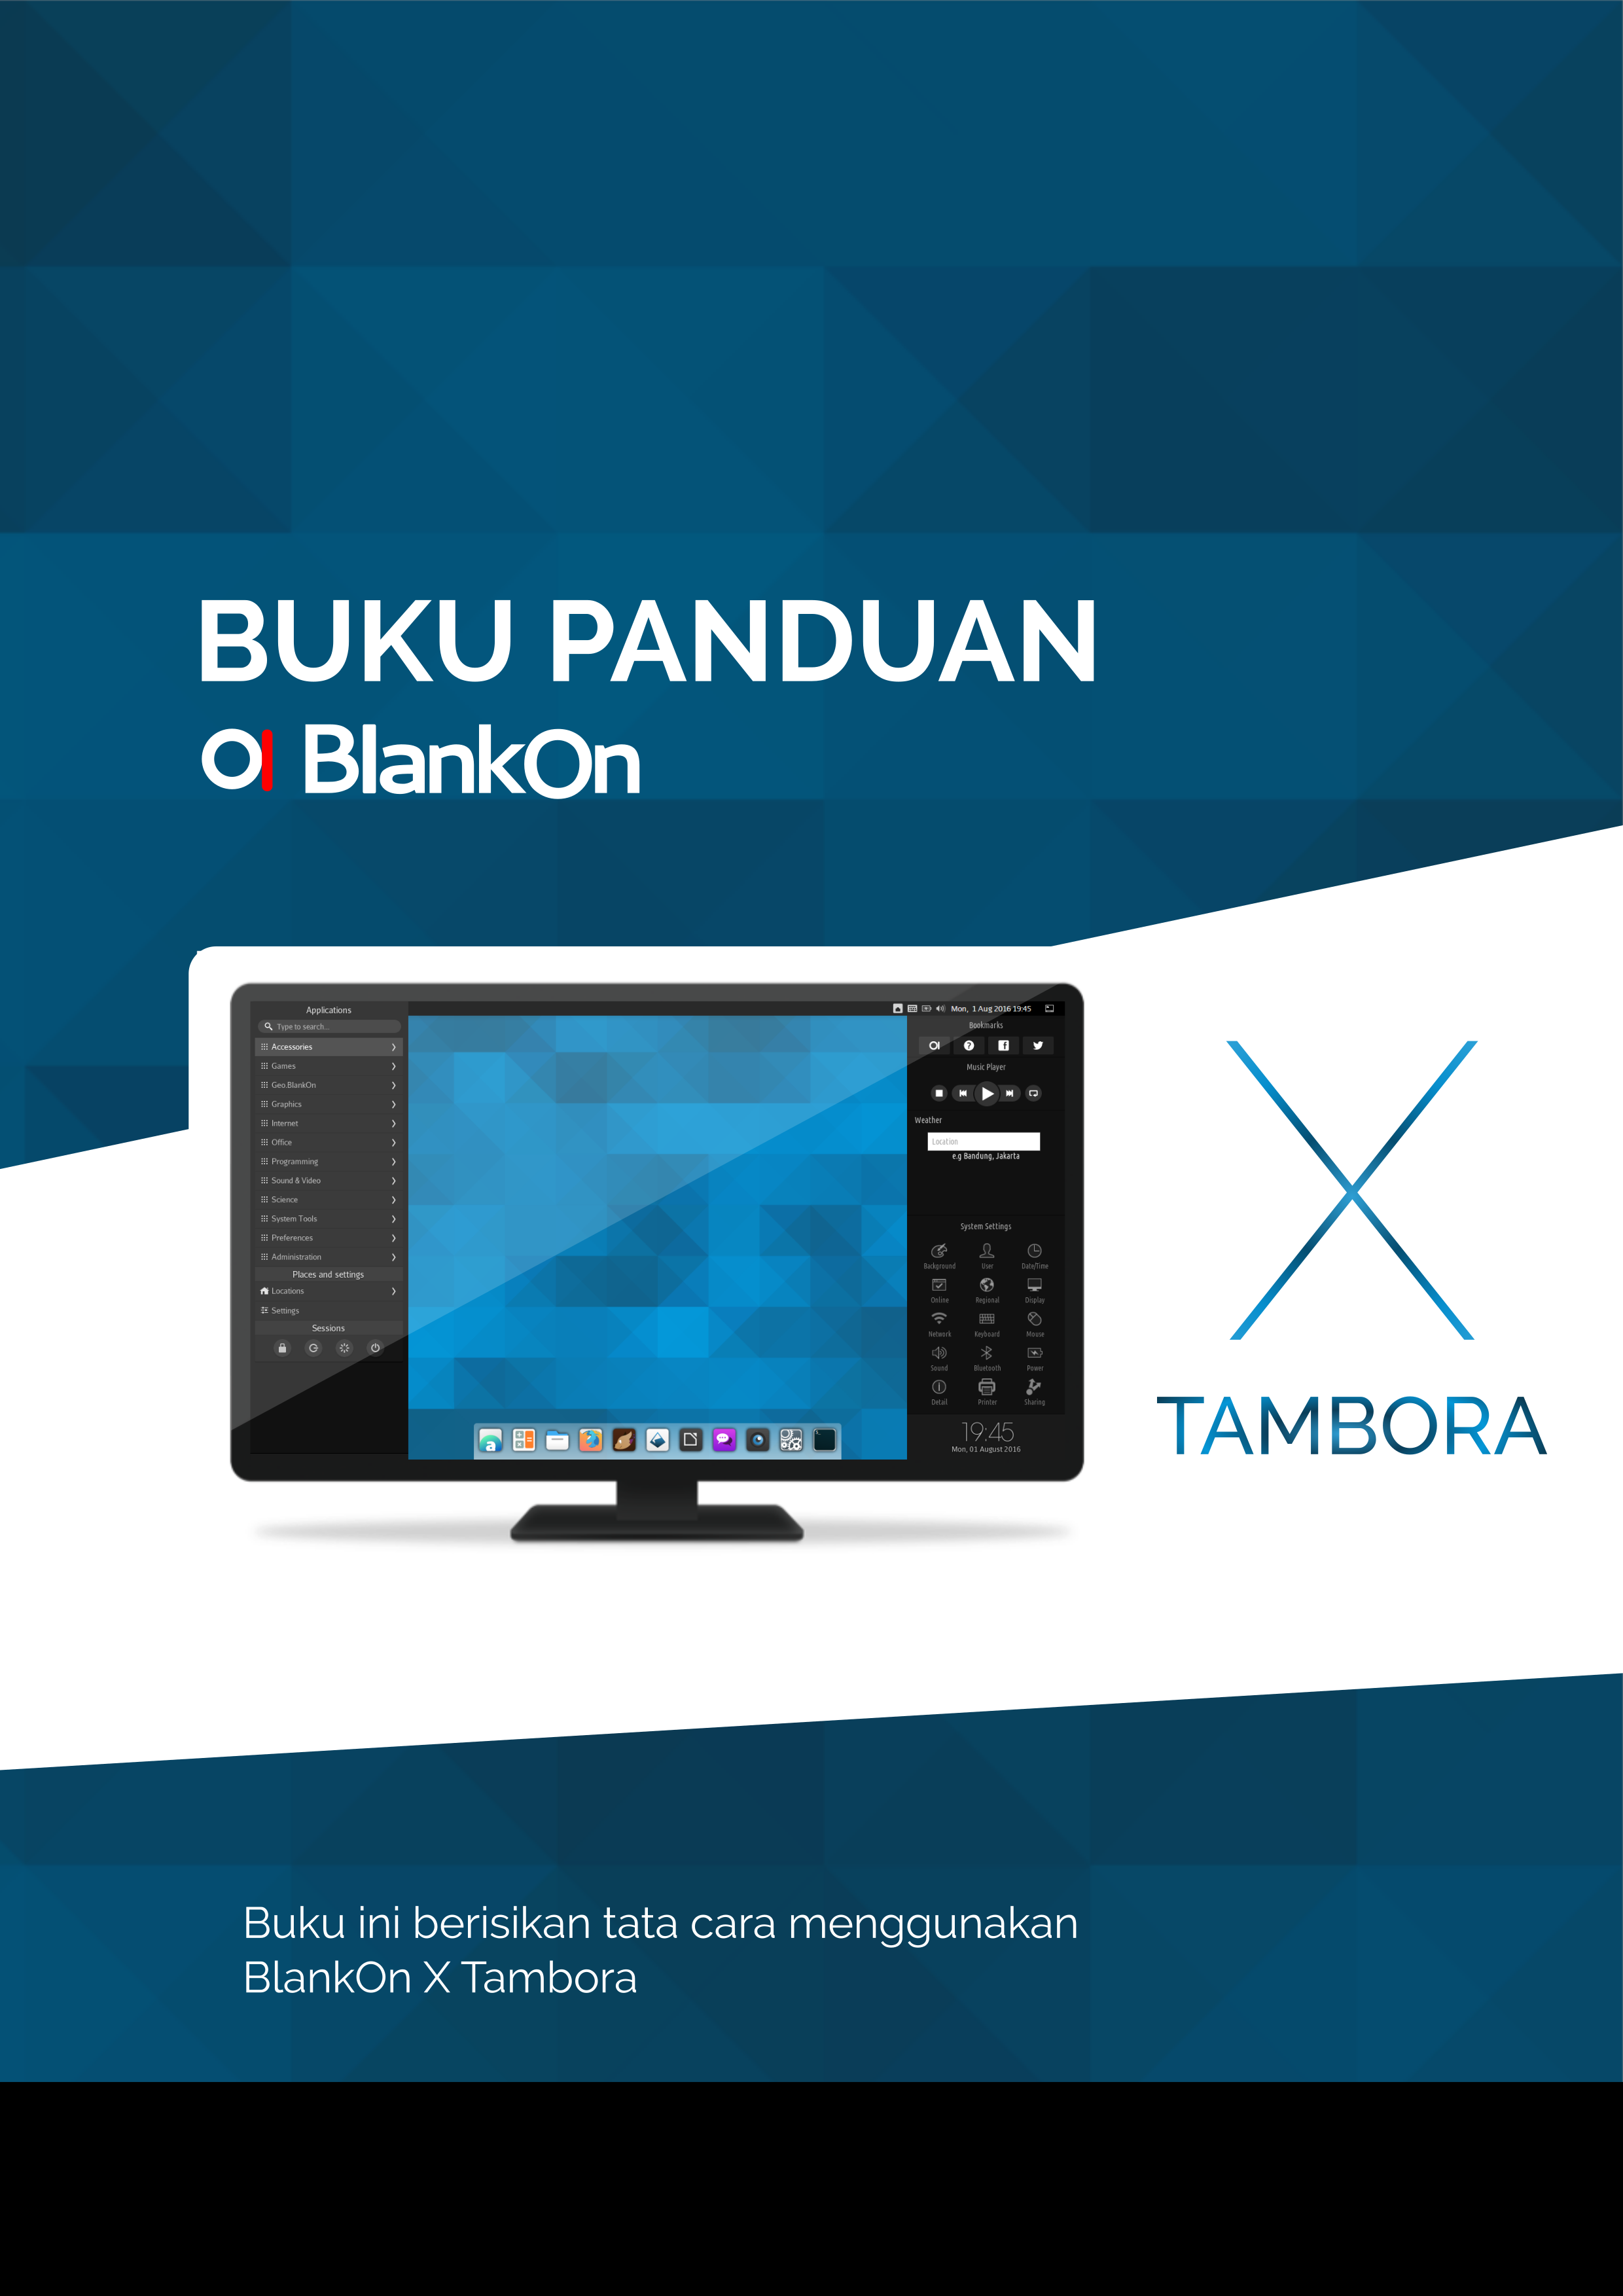 BUKU PANDUAN
BlankOn
Applications
Type to search...
Accessories
Games
Geo.BlankOn
Graphics
Internet
Office
Programming
Sound & Video
Science
System Tools
Preferences
Administration
Places and settings
Locations
Settings
Sessions
Mon, 1 Aug 2016 19:45
Bookmarks
Music Player
Weather
Location
e.g Bandung, Jakarta
System Settings
Background User Date/Time
Online Regional Display
Network Keyboard Mouse
Sound Bluetooth Power
Detail Printer Sharing
19:45
Mon, 01 August 2016
X
TAMBORA
Buku ini berisikan tata cara menggunakan
BlankOn X Tambora